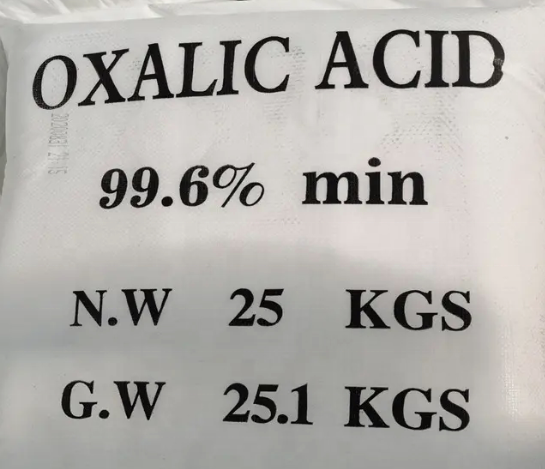 OXALIC ACID
99.6% min
N.W 25 KGS
G.W 25.1 KGS